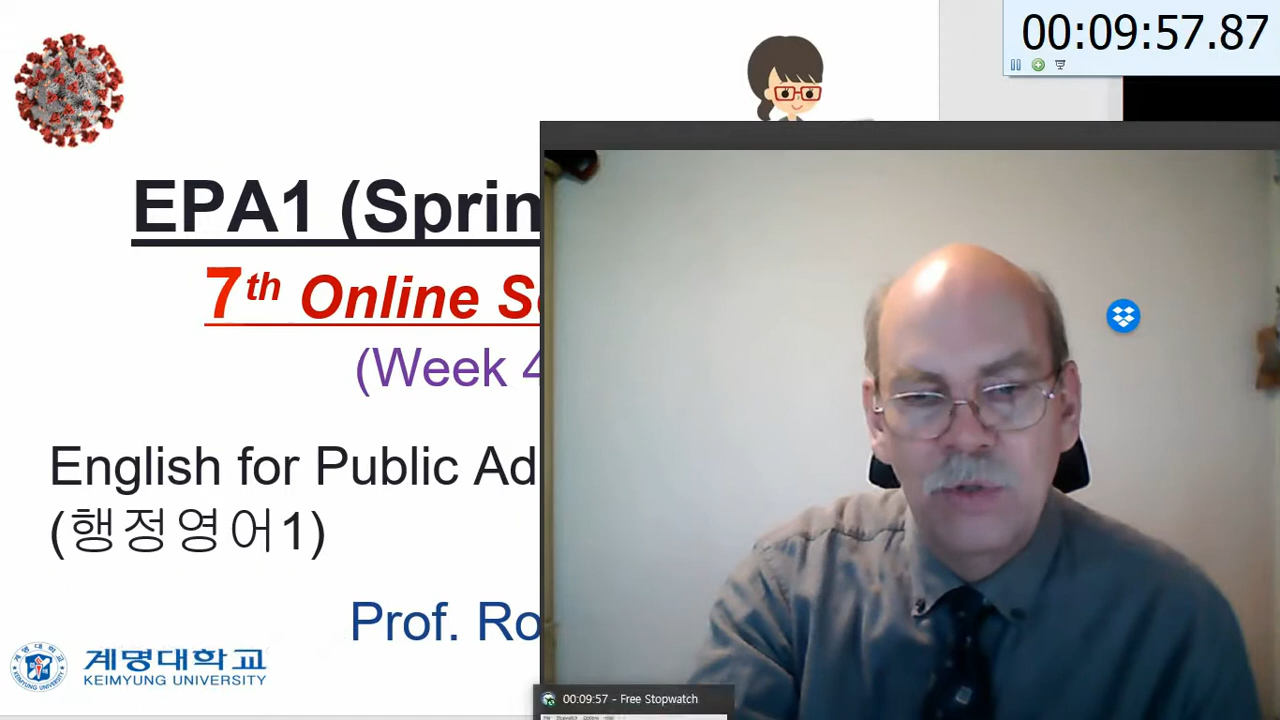 00:09:57.87
EPA1 (Sprin
7th Online S
(Week 4
English for Public Ad
(행정영어1)
Prof. Ro
계명대학교
KEIMYUNG UNIVERSITY
00:09:57 - Free Stopwatch